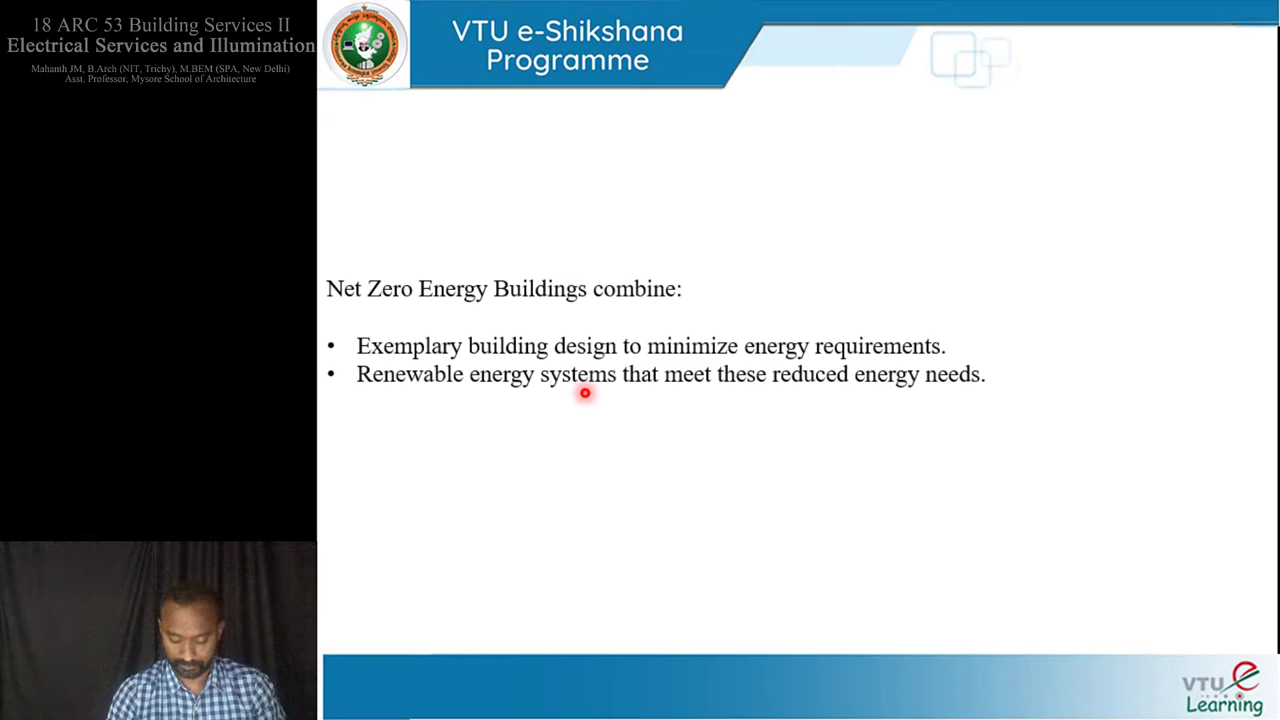 18 ARC 53 Building Services II
Electrical Services and Illumination
Mahanth JM, B.Arch (NIT, Trichy), M.BEM (SPA, New Delhi)
Asst. Professor, Mysore School of Architecture
VTU e-Shikshana
Programme
Net Zero Energy Buildings combine:
• Exemplary building design to minimize energy requirements.
• Renewable energy systems that meet these reduced energy needs.
VTU e
Learning